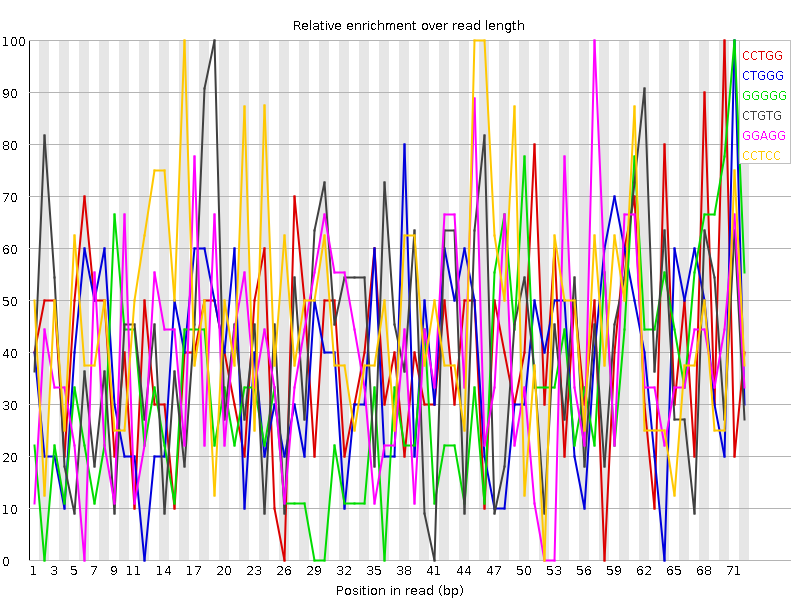 Relative enrichment over read length
100
90
80
70
60
50
40
30
20
10
0
CCTGG
CTGGG
GGGGG
CTGTG
GGAGG
CCTCC
1 3 5 7 9 11 14 17 20 23 26 29 32 35 38 41 44 47 50 53 56 59 62 65 68 71
Position in read (bp)